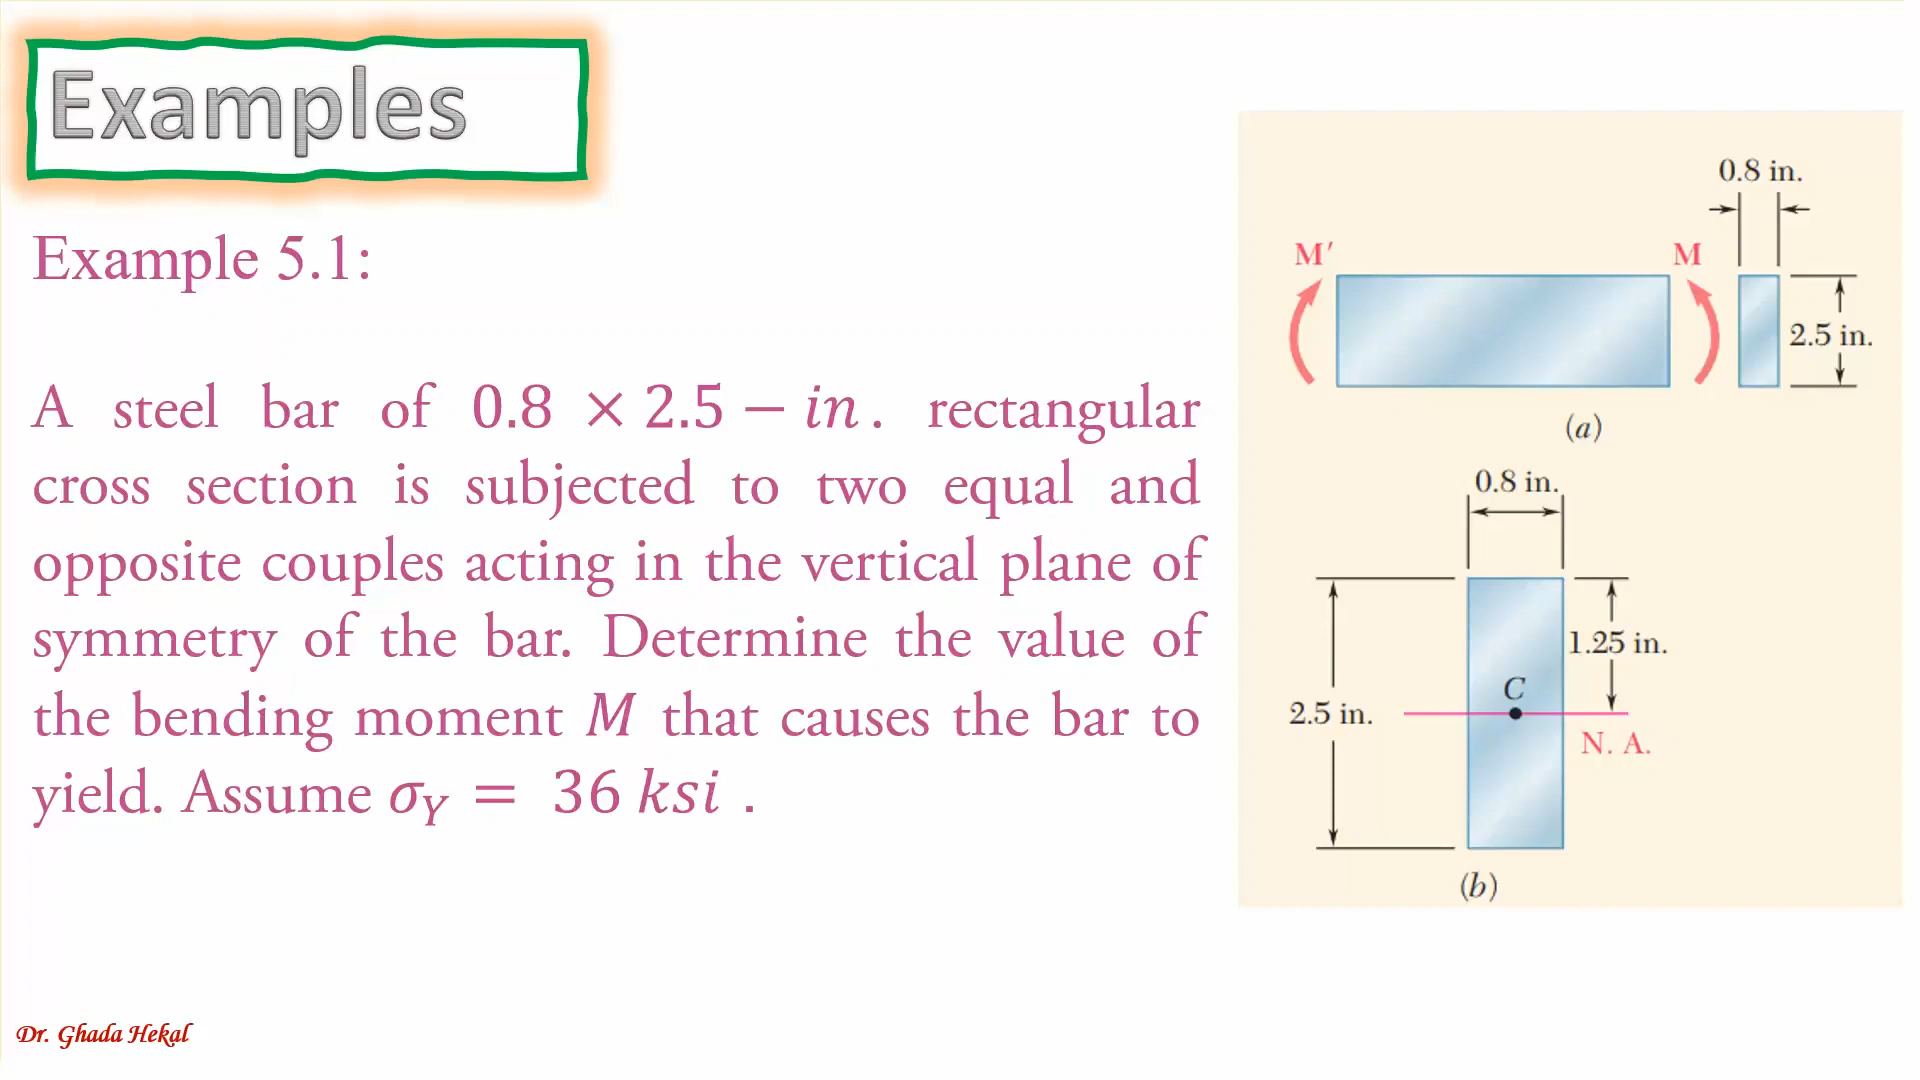 Examples
Example 5.1:
A steel bar of 0.8 × 2.5 − in. rectangular
cross section is subjected to two equal and
opposite couples acting in the vertical plane of
symmetry of the bar. Determine the value of
the bending moment M that causes the bar to
yield. Assume σY = 36 ksi .
0.8 in.
M′
M
2.5 in.
(a)
0.8 in.
1.25 in.
C
2.5 in.
N. A.
(b)
Dr. Ghada Hekal